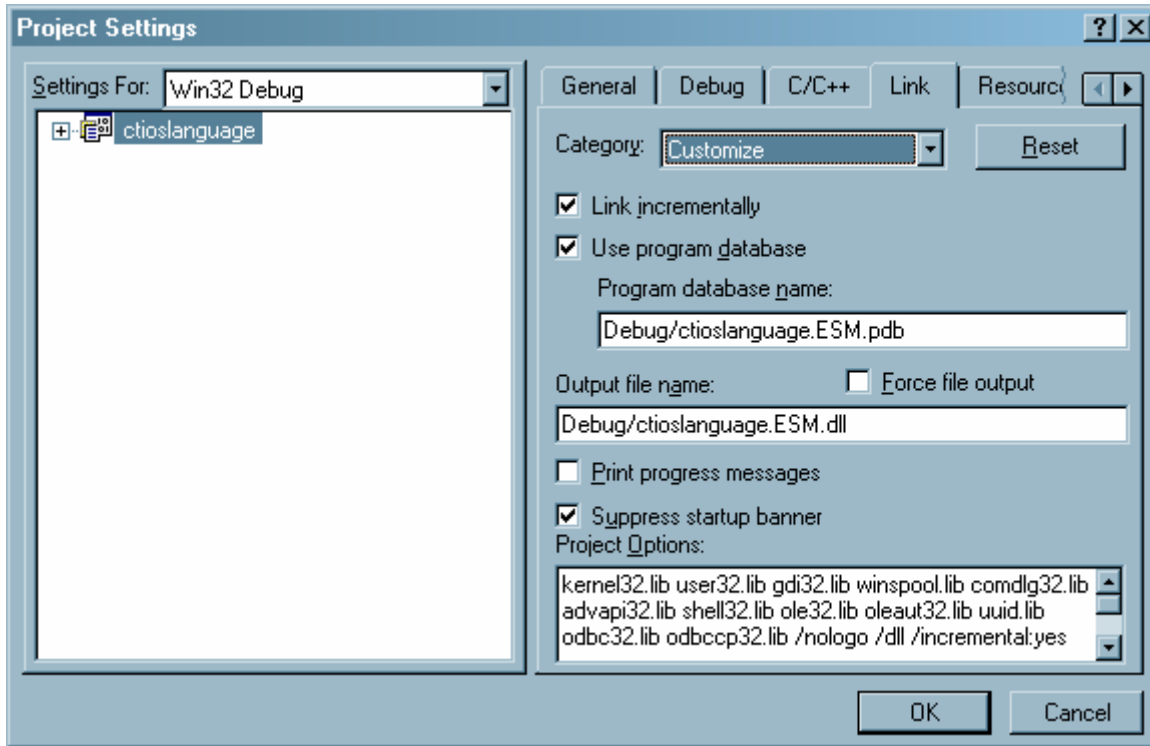 Project Settings
Settings For: Win32 Debug
ctioslanguage
General Debug C/C++ Link
Category: Customize Reset
Link incrementally
Use program database
Program database name:
Debug/ctioslanguage.ESM.pdb
Output file name: Force file output
Debug/ctioslanguage.ESM.dll
Print progress messages
Suppress startup banner
Project Options:
kernel32.lib user32.lib gdi32.lib winspool.lib comdlg32.lib
advapi32.lib shell32.lib ole32.lib oleaut32.lib uuid.lib
odbc32.lib odbccp32.lib /nologo /dll /incremental:yes
OK Cancel